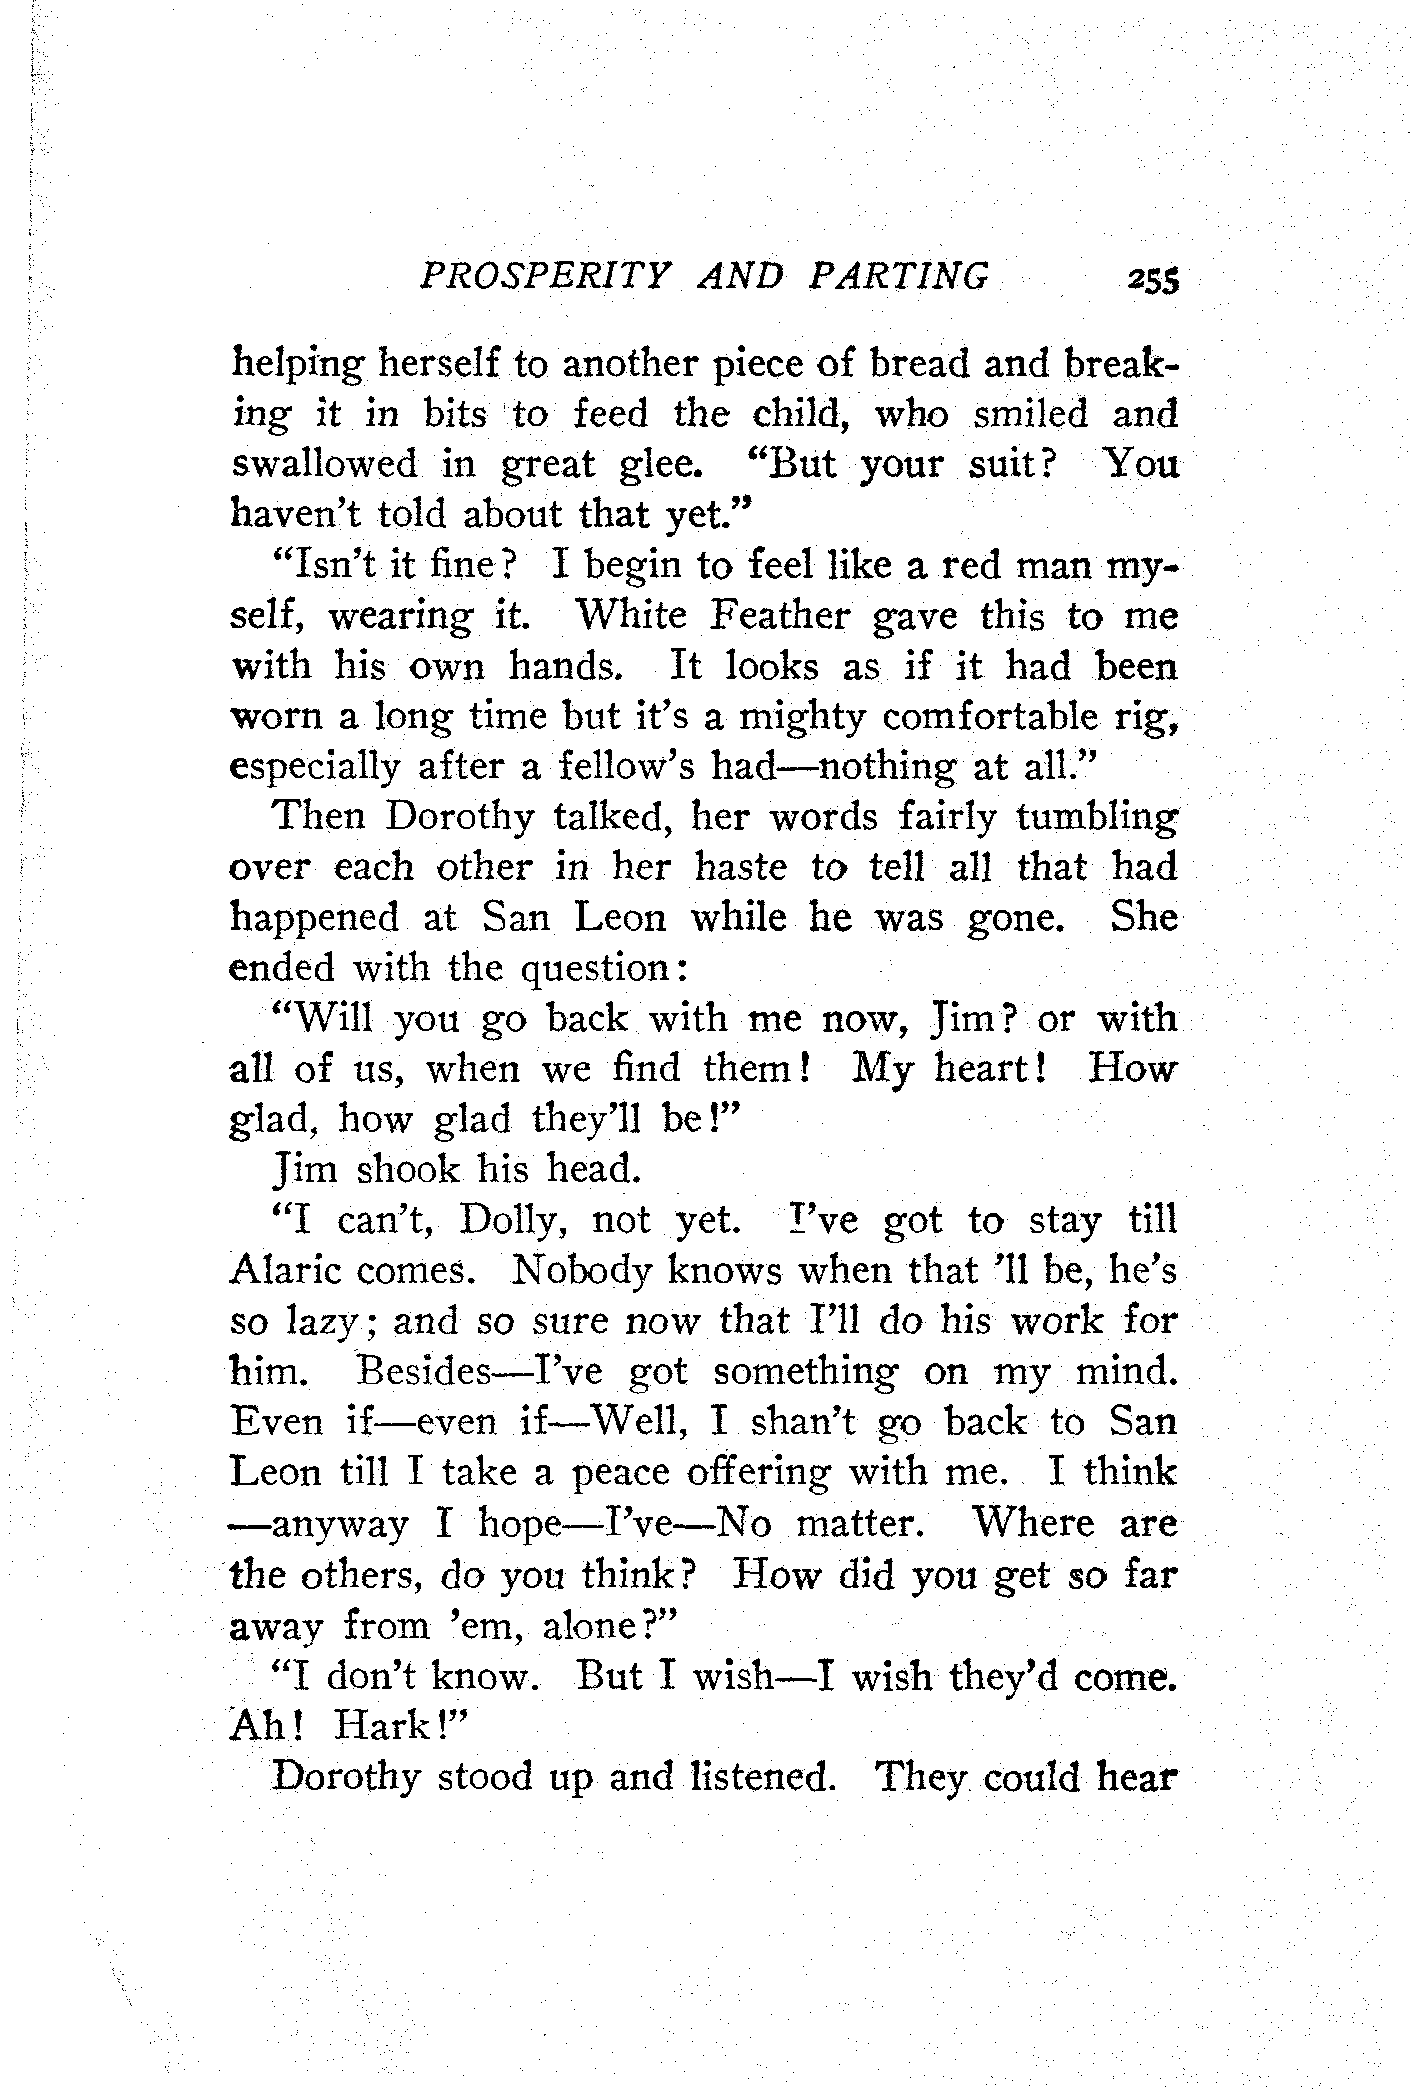 PROSPERITY AND PARTING 255
helping herself to another piece of bread and break-
ing it in bits to feed the child, who smiled and
swallowed in great glee. “But your suit? You
haven’t told about that yet.”
“Isn’t it fine? I begin to feel like a red man my-
self, wearing it. White Feather gave this to me
with his own hands. It looks as if it had been
worn a long time but it’s a mighty comfortable rig,
especially after a fellow’s had—nothing at all.”
Then Dorothy talked, her words fairly tumbling
over each other in her haste to tell all that had
happened at San Leon while he was gone. She
ended with the question:
“Will you go back with me now, Jim? or with
all of us, when we find them! My heart! How
glad, how glad they’ll be!”
Jim shook his head.
“I can’t, Dolly, not yet. I’ve got to stay till
Alaric comes. Nobody knows when that ’ll be, he’s
so lazy; and so sure now that I’ll do his work for
him. Besides—I’ve got something on my mind.
Even if—even if—Well, I shan’t go back to San
Leon till I take a peace offering with me. I think
—anyway I hope—I’ve—No matter. Where are
the others, do you think? How did you get so far
away from ’em, alone?”
“I don’t know. But I wish—I wish they’d come.
Ah! Hark!”
Dorothy stood up and listened. They could hear